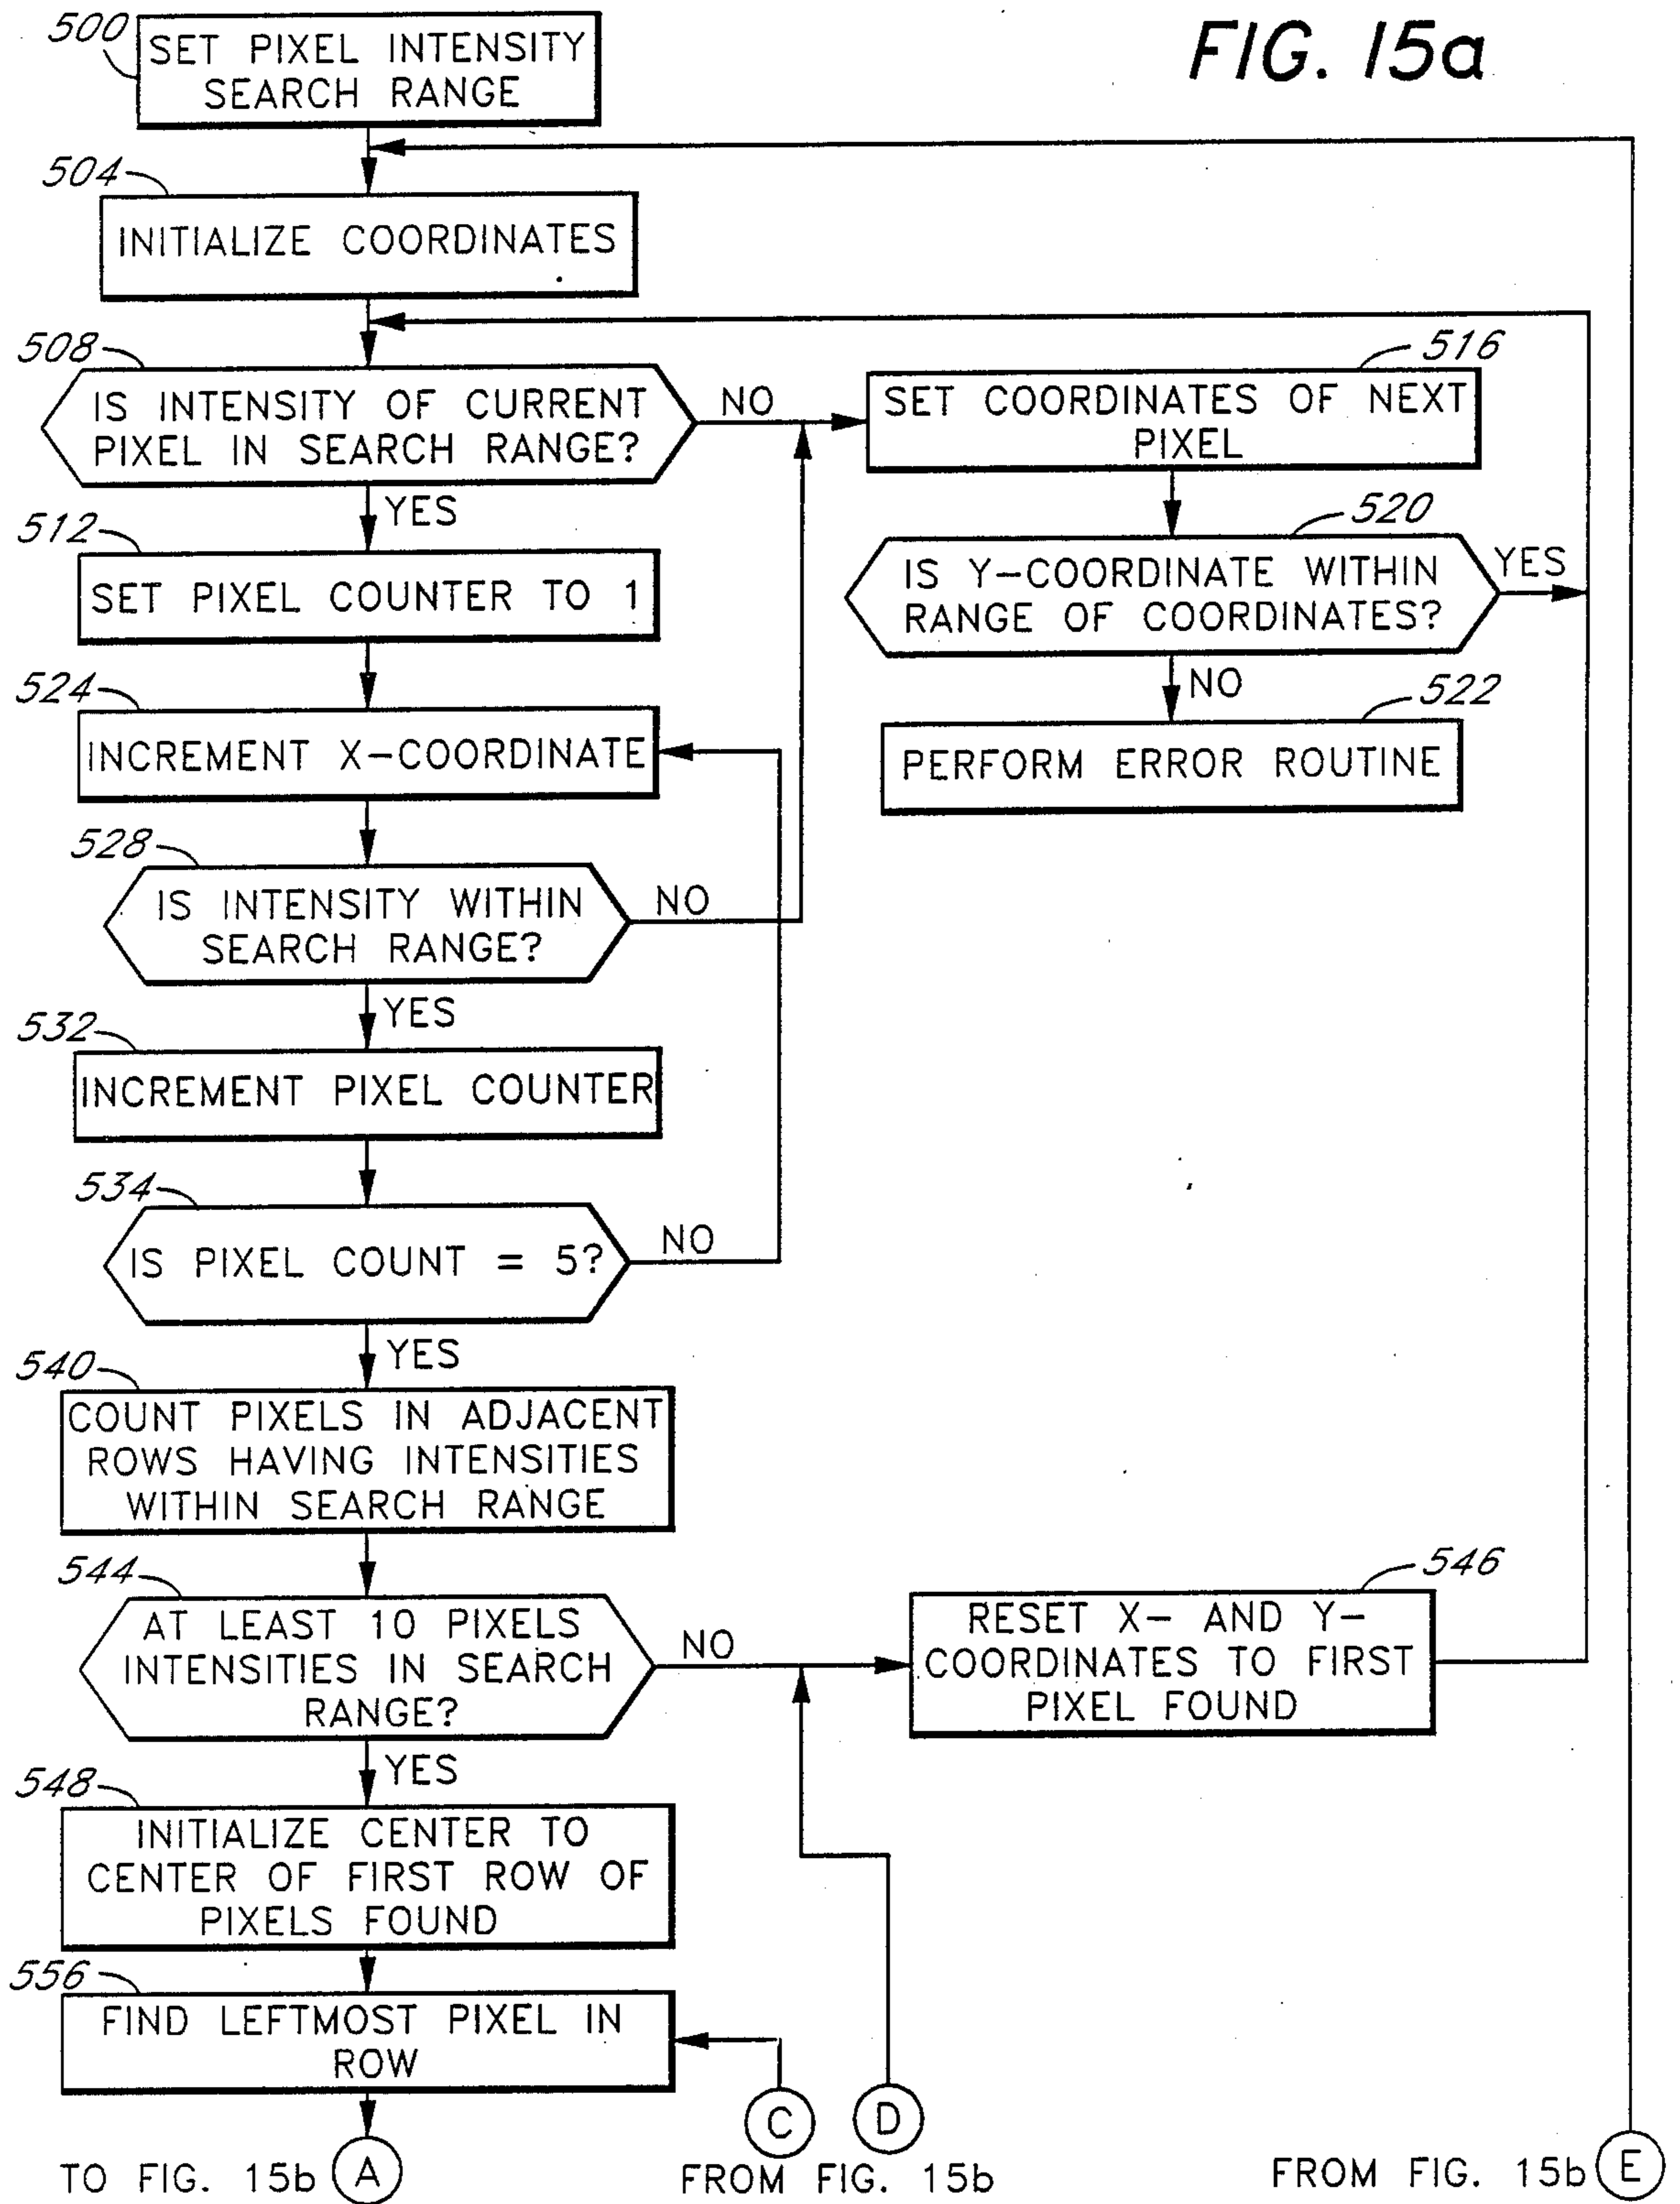 FIG. 15a
500
SET PIXEL INTENSITY
SEARCH RANGE
504
INITIALIZE COORDINATES
508
IS INTENSITY OF CURRENT
PIXEL IN SEARCH RANGE?
NO
YES
516
SET COORDINATES OF NEXT
PIXEL
512
SET PIXEL COUNTER TO 1
520
IS Y-COORDINATE WITHIN
RANGE OF COORDINATES?
YES
NO
524
INCREMENT X-COORDINATE
522
PERFORM ERROR ROUTINE
528
IS INTENSITY WITHIN
SEARCH RANGE?
NO
YES
532
INCREMENT PIXEL COUNTER
534
IS PIXEL COUNT = 5?
NO
YES
540
COUNT PIXELS IN ADJACENT
ROWS HAVING INTENSITIES
WITHIN SEARCH RANGE
544
AT LEAST 10 PIXELS
INTENSITIES IN SEARCH
RANGE?
NO
YES
546
RESET X- AND Y-
COORDINATES TO FIRST
PIXEL FOUND
548
INITIALIZE CENTER TO
CENTER OF FIRST ROW OF
PIXELS FOUND
556
FIND LEFTMOST PIXEL IN
ROW
TO FIG. 15b A
C D
FROM FIG. 15b
FROM FIG. 15b E